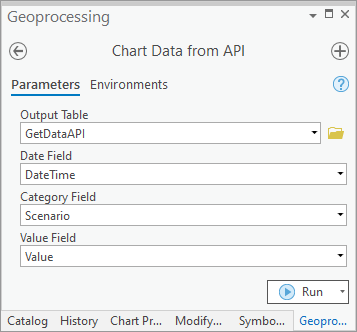 Geoprocessing
Chart Data from API
Parameters Environments
Output Table
GetDataAPI
Date Field
DateTime
Category Field
Scenario
Value Field
Value
Run
Catalog History Chart Pr... Modify... Symbo... Geopro...